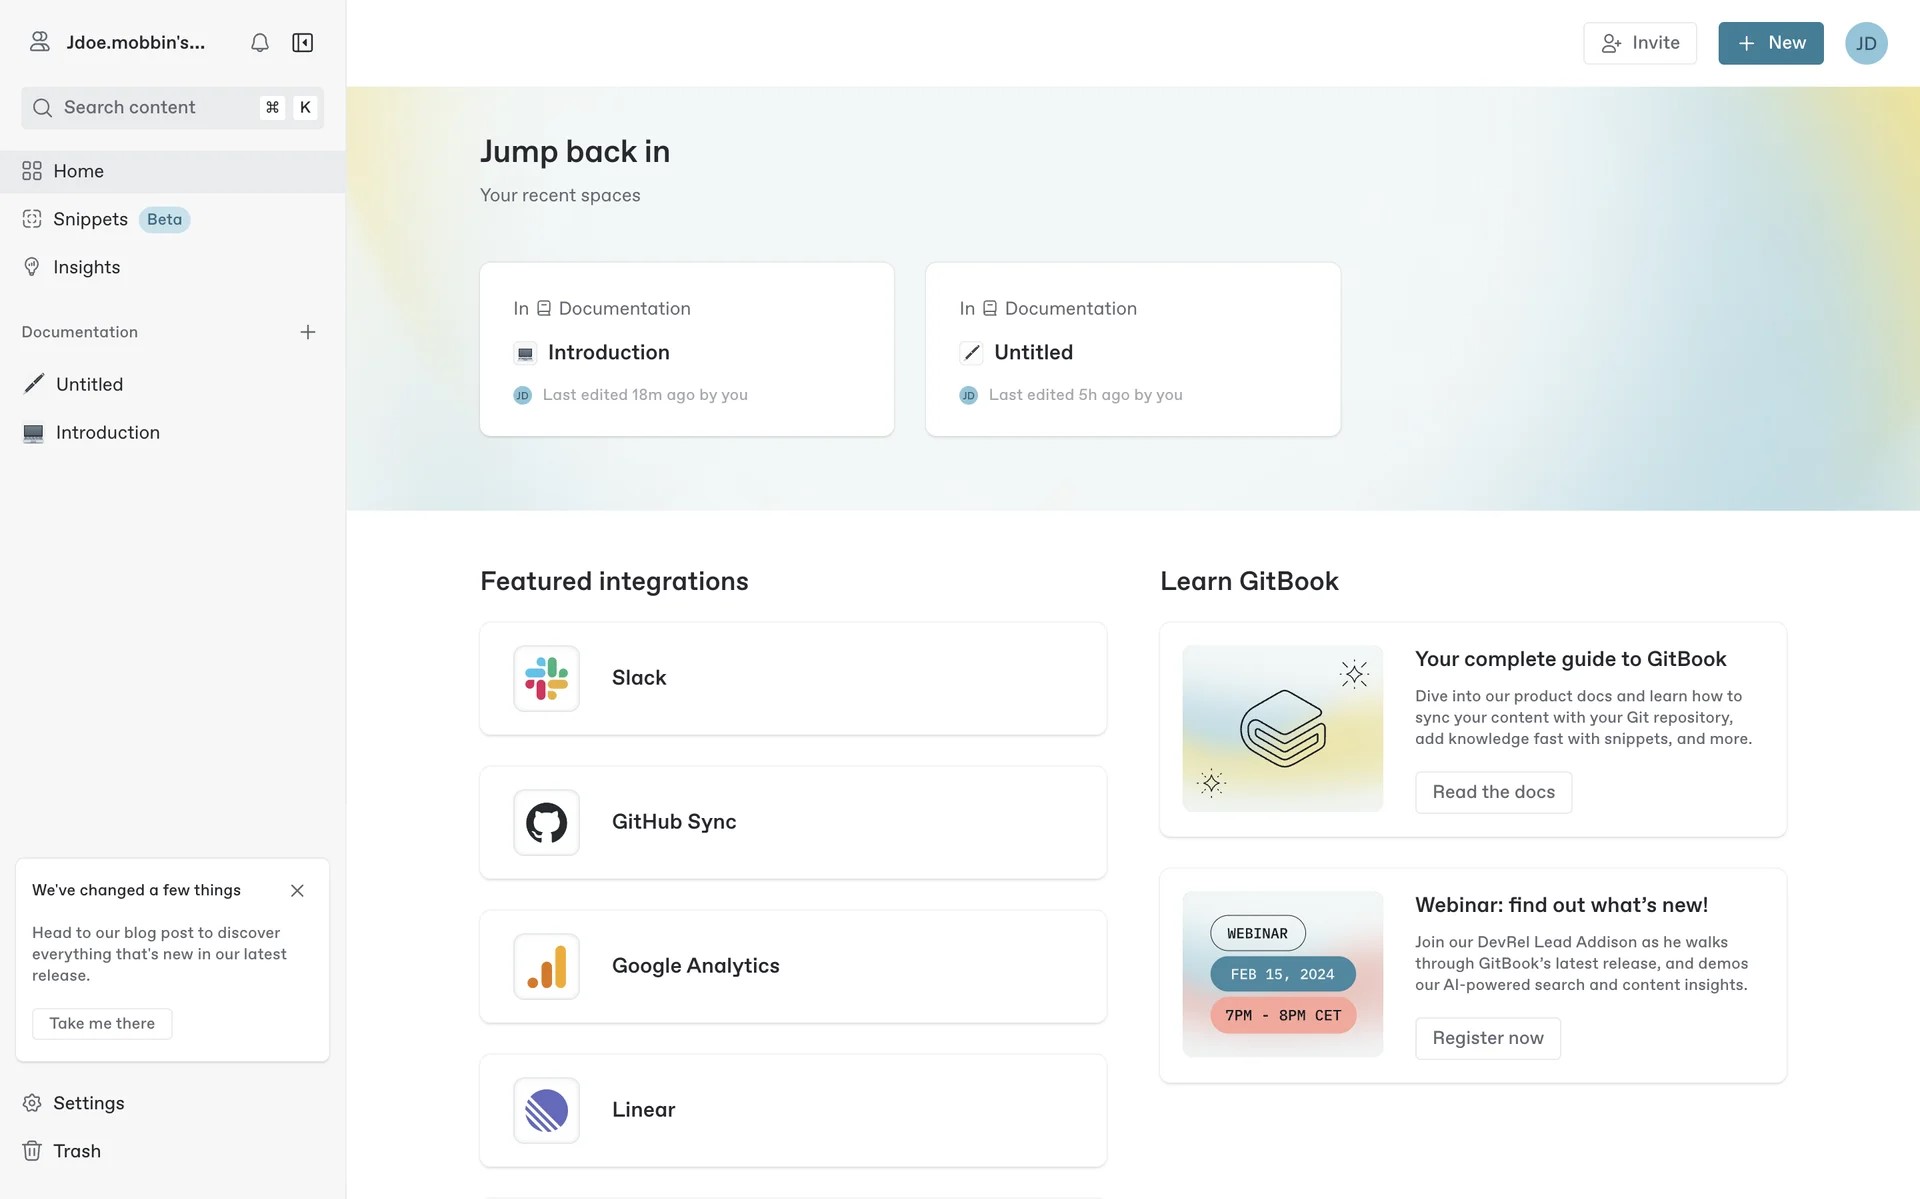 Jdoe.mobbin's...
Search content ⌘ K
Home
Snippets Beta
Insights
Documentation
Untitled
Introduction
We've changed a few things
Head to our blog post to discover
everything that's new in our latest
release.
Take me there
Settings
Trash
Invite
+ New
JD
Jump back in
Your recent spaces
In Documentation
Introduction
JD Last edited 18m ago by you
In Documentation
Untitled
JD Last edited 5h ago by you
Featured integrations
Slack
GitHub Sync
Google Analytics
Linear
Learn GitBook
Your complete guide to GitBook
Dive into our product docs and learn how to
sync your content with your Git repository,
add knowledge fast with snippets, and more.
Read the docs
WEBINAR
FEB 15, 2024
7PM - 8PM CET
Webinar: find out what’s new!
Join our DevRel Lead Addison as he walks
through GitBook’s latest release, and demos
our AI-powered search and content insights.
Register now